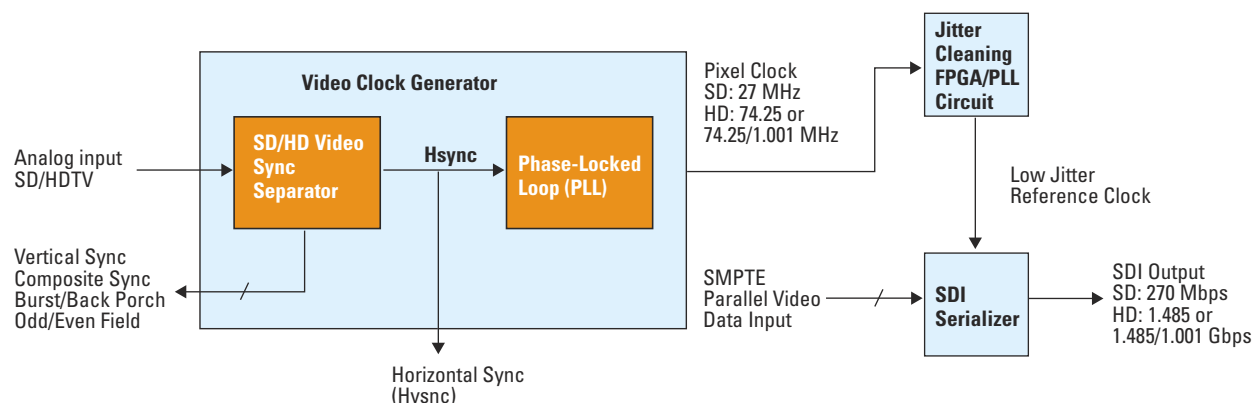 Video Clock Generator
Analog input
SD/HDTV
SD/HD Video
Sync
Separator
Hsync
Phase-Locked
Loop (PLL)
Vertical Sync
Composite Sync
Burst/Back Porch
Odd/Even Field
Horizontal Sync
(Hysnc)
Pixel Clock
SD: 27 MHz
HD: 74.25 or
74.25/1.001 MHz
Jitter
Cleaning
FPGA/PLL
Circuit
Low Jitter
Reference Clock
SMPTE
Parallel Video
Data Input
SDI
Serializer
SDI Output
SD: 270 Mbps
HD: 1.485 or
1.485/1.001 Gbps